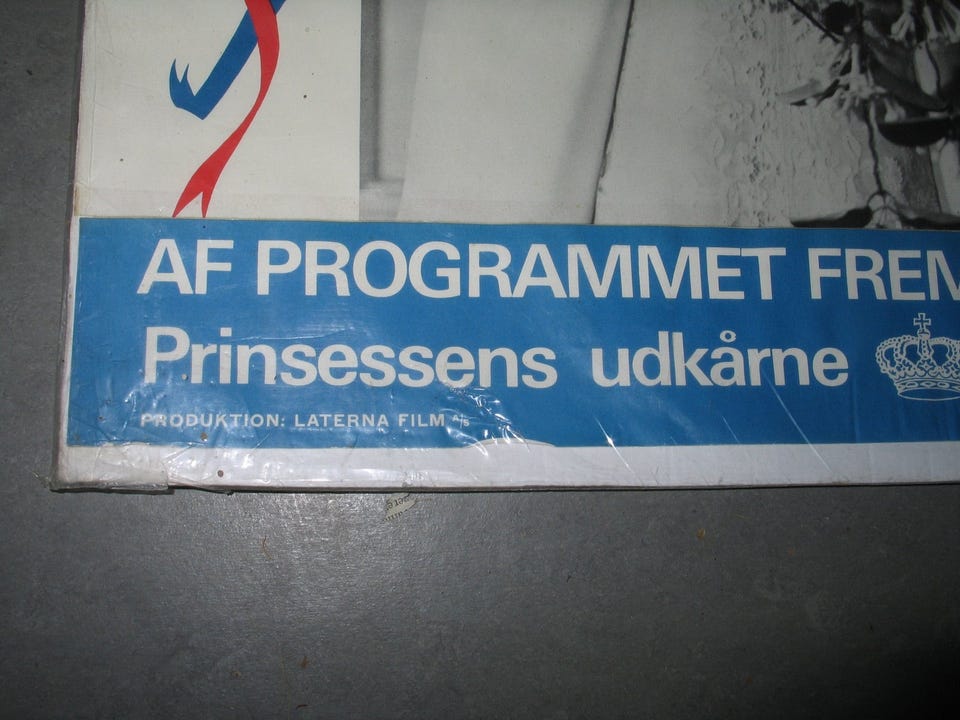 AF PROGRAMMET FREM
Prinsessens udkårne
PRODUKTION: LATERNA FILM A/S